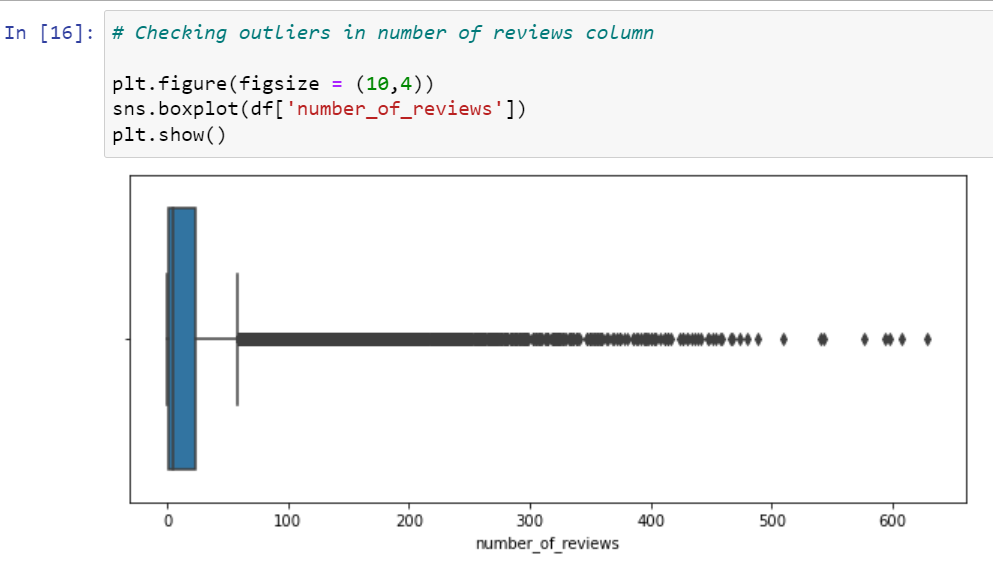 In [16]: # Checking outliers in number of reviews column
plt.figure(figsize = (10,4))
sns.boxplot(df['number_of_reviews'])
plt.show()
0 100 200 300 400 500 600
number_of_reviews